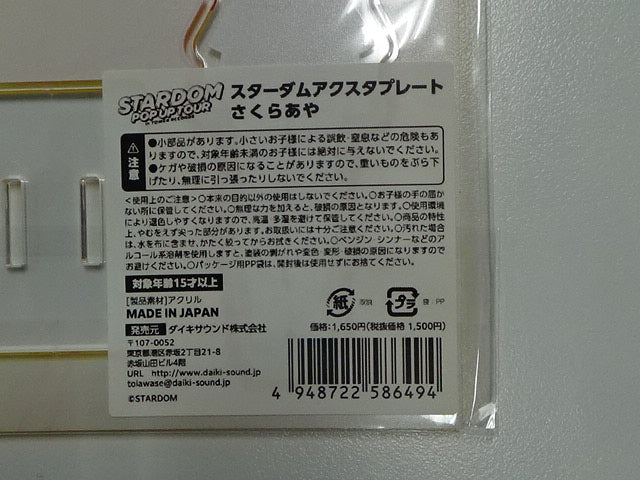 STARDOM
POP UP TOUR
スターダムアクスタプレート
さくらあや
注意
●小部品があります。小さいお子様による誤飲・窒息などの危険もあ
りますので、対象年齢未満のお子様には絶対に与えないでください。
●ケガや破損の原因になることがありますので、重いものをぶら下
げたり、無理に引っ張ったりしないでください。
<使用上のご注意>○本来の目的以外の使用はしないでください。○お子様の手の届か
ない所に保管してください。○無理な力を加えると、破損の原因となります。○使用環境
により退色しやすくなりますので、高温 多湿を避けて保管してください。○商品の特性
上、やむをえず尖った部分があります。お取扱いには十分ご注意ください。○汚れた場合
は、水を布に含ませ、かたく絞ってからお拭きください。○ベンジン・シンナーなどのア
ルコール系溶剤を使用しますと、塗装の剝がれや変色 変形 破損の原因になりますので
お避けください。○パッケージ用PP袋は、開封後は使用せずにお捨てください。
対象年齢15才以上
[製品素材]アクリル
MADE IN JAPAN
紙
プラ
袋 PP
発売元 ダイキサウンド株式会社
価格:1,650円(税抜価格 1,500円)
〒107-0052
東京都港区赤坂2丁目21-8
赤坂山田ビル4階
URL http://www.daiki-sound.jp
toiawase@daiki-sound.jp
©STARDOM
4 948722 586494